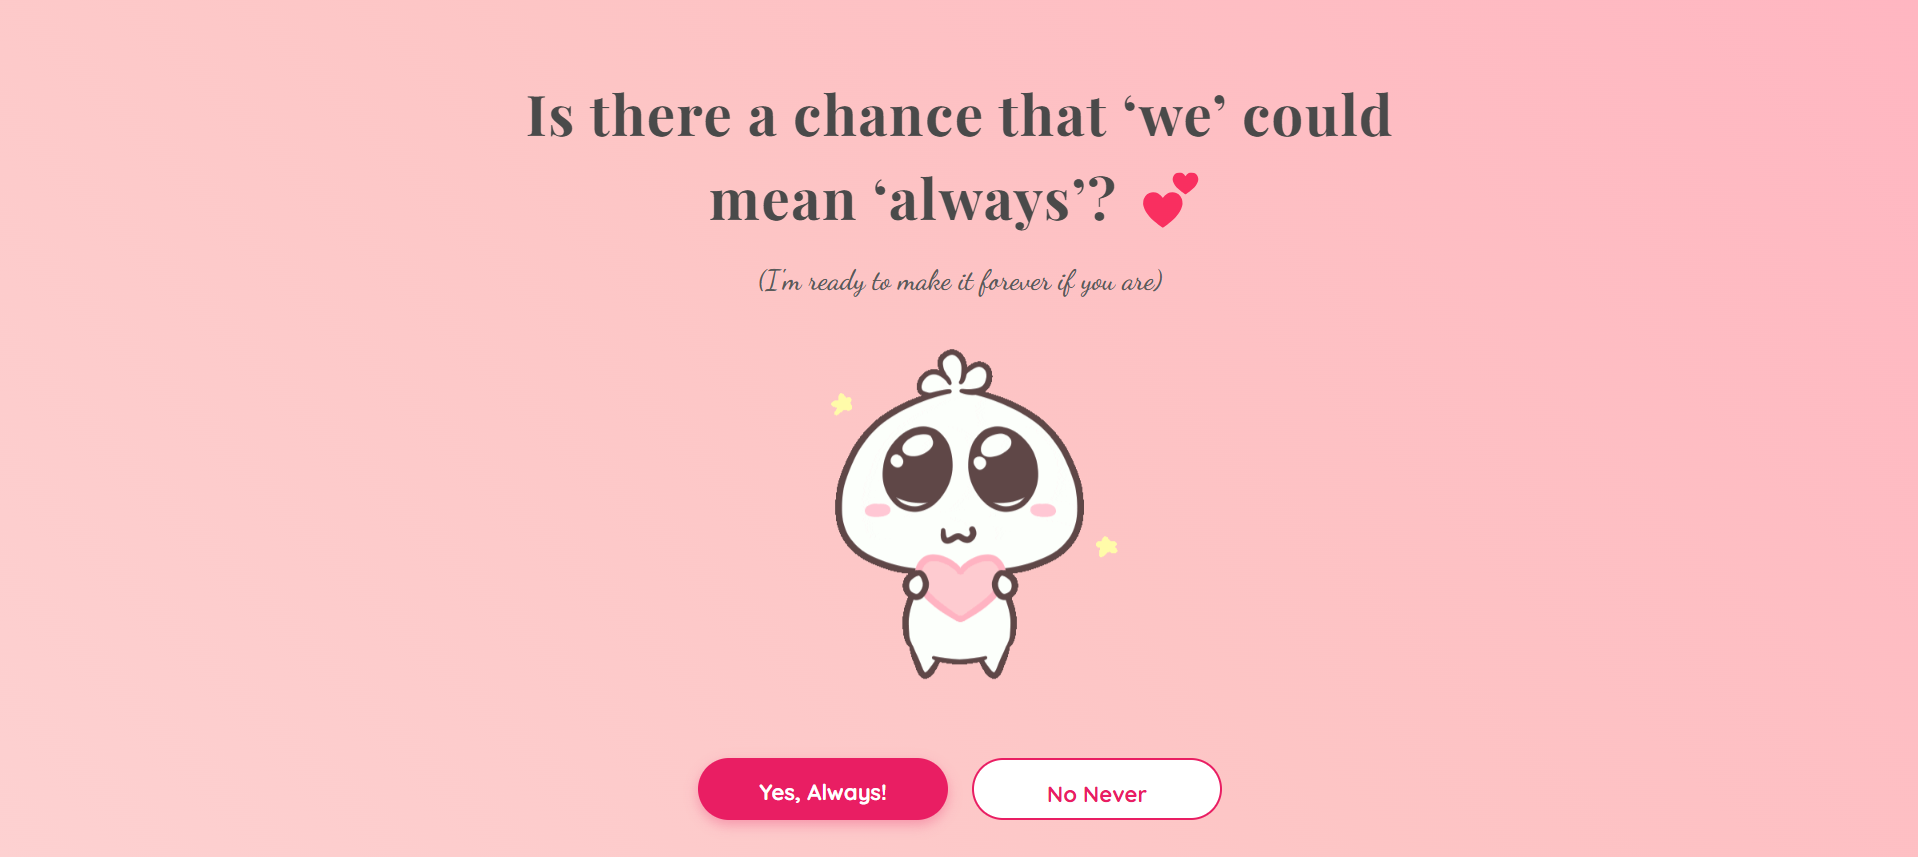 Is there a chance that ‘we’ could
mean ‘always’? 💕
(I'm ready to make it forever if you are)
Yes, Always!
No Never